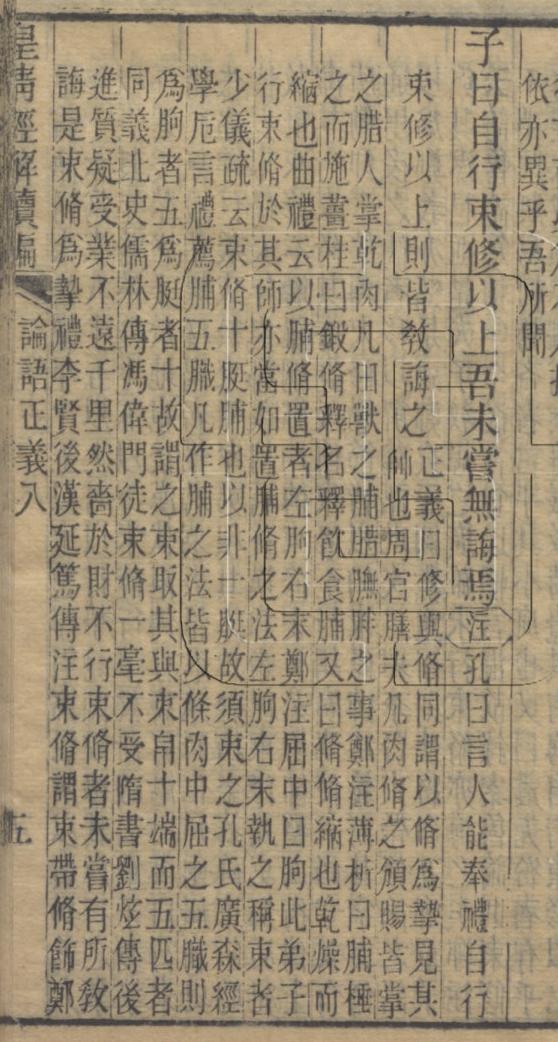 依亦異乎吾所聞
子曰自行束修以上吾未嘗無誨焉注孔曰言人能奉禮自行
束修以上則皆教誨之
正義曰修與脩同謂以脩爲摯見其
師也周官膳夫凡肉脩之頒賜皆掌
之腊人掌乾肉凡田獸之脯腊膴胖之事鄭注薄析曰脯棰
之而施薑桂曰鍛脩釋名釋飲食脯又曰脩脩縮也乾燥而
縮也曲禮云以脯脩置者左朐右末鄭注屈中曰朐此弟子
行束脩於其師亦當如置脯脩之法左朐右末執之稱束者
少儀疏云束脩十脡脯也以非一脡故須束之孔氏廣森經
學卮言禮薦脯五膱凡作脯之法皆以條肉中屈之五膱則
爲朐者五爲脡者十故謂之束取其與束帛十端而五匹者
同義北史儒林傳馮偉門徒束脩一毫不受隋書劉炫傳後
進質疑受業不遠千里然嗇於財不行束脩者未嘗有所教
誨是束脩爲摯禮李賢後漢延篤傳注束脩謂束帶脩飾鄭
皇清經解續編 論語正義八 五